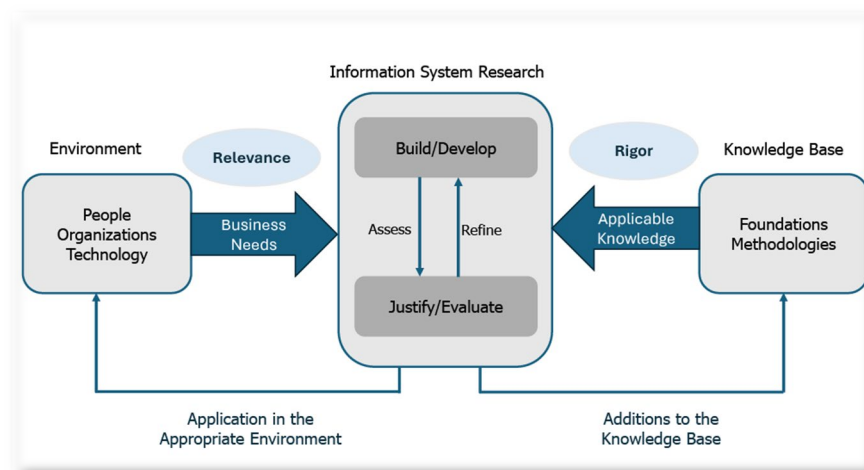 Information System Research
Environment
Relevance
Build/Develop
Rigor
Knowledge Base
People
Organizations
Technology
Business
Needs
Assess
Refine
Applicable
Knowledge
Foundations
Methodologies
Justify/Evaluate
Application in the
Appropriate Environment
Additions to the
Knowledge Base